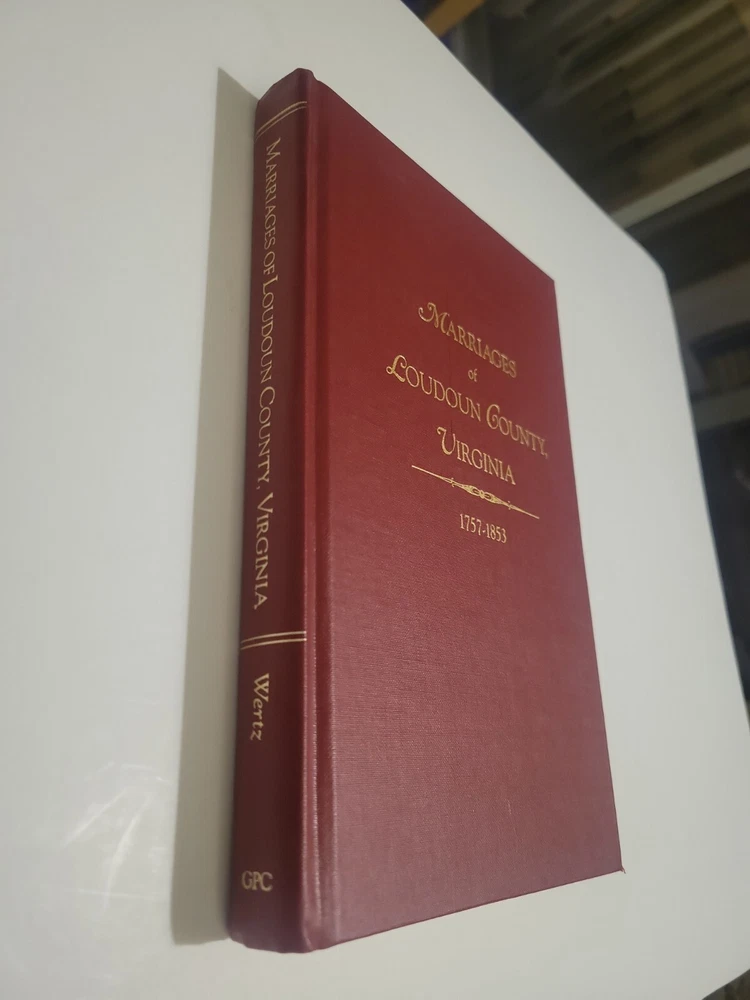 MARRIAGES OF LOUDOUN COUNTY, VIRGINIA
Wertz
GPC
MARRIAGES
of
LOUDOUN COUNTY,
VIRGINIA
1757-1853